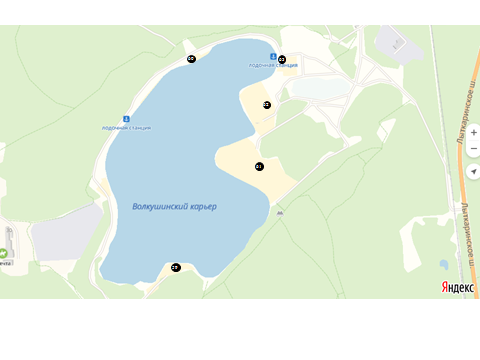 лодочная станция
лодочная станция
Волкушинский карьер
Лыткаринское ш.
Лыткаринское ш.
Яндекс